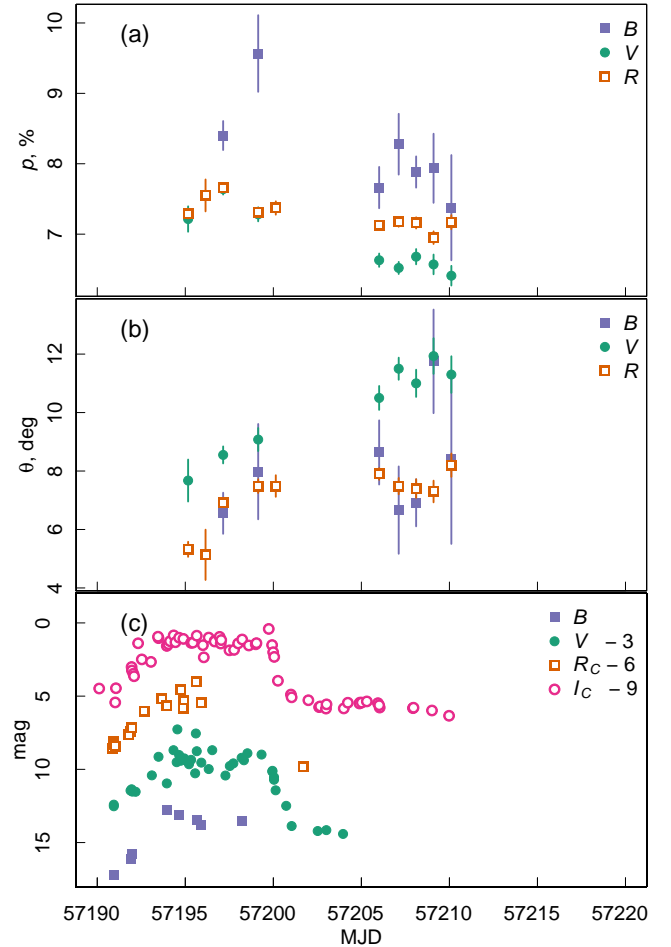 (a)
B
V
R
p, %
10
9
8
7
(b)
B
V
R
θ, deg
12
10
8
6
4
(c)
B
V − 3
R_C − 6
I_C − 9
mag
0
5
10
15
57190 57195 57200 57205 57210 57215 57220
MJD